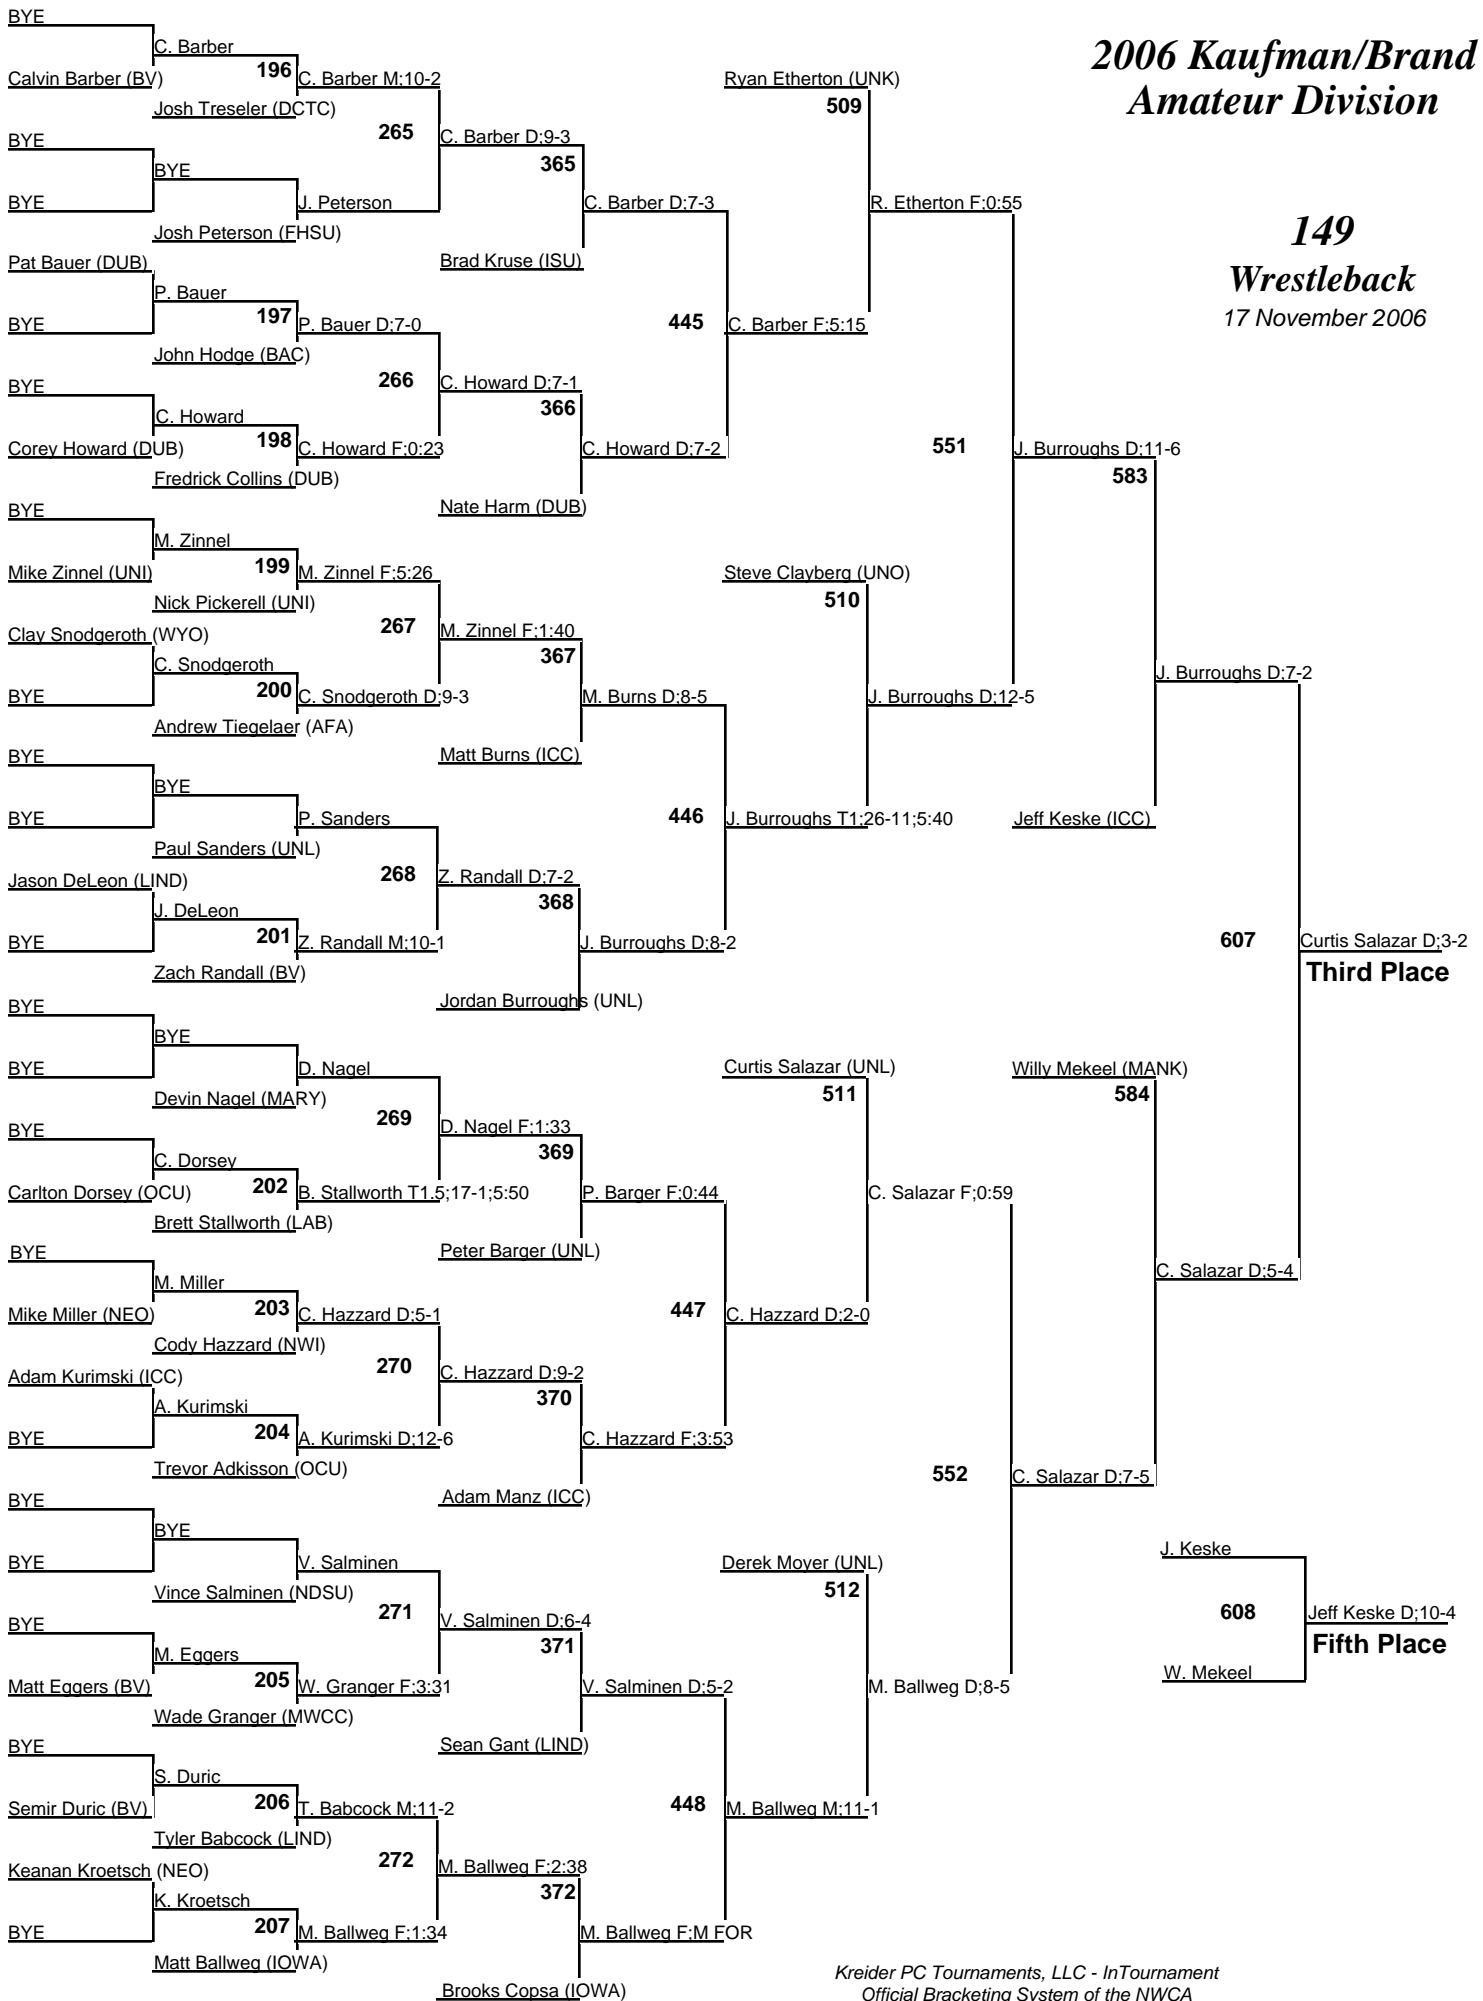 BYE
2006 Kaufman/Brand
Amateur Division
C. Barber
196
Calvin Barber (BV)
C. Barber M;10-2
Ryan Etherton (UNK)
509
Josh Treseler (DCTC)
265
C. Barber D;9-3
BYE
365
BYE
BYE
J. Peterson
C. Barber D;7-3
R. Etherton F;0:55
149
Josh Peterson (FHSU)
Brad Kruse (ISU)
Pat Bauer (DUB)
Wrestleback
P. Bauer
17 November 2006
197
BYE
P. Bauer D;7-0
445
C. Barber F;5:15
John Hodge (BAC)
266
C. Howard D;7-1
BYE
366
C. Howard
198
Corey Howard (DUB)
C. Howard F;0:23
C. Howard D;7-2
551
J. Burroughs D;11-6
583
Fredrick Collins (DUB)
Nate Harm (DUB)
BYE
M. Zinnel
199
Mike Zinnel (UNI)
M. Zinnel F;5:26
Steve Clayberg (UNO)
510
Nick Pickerell (UNI)
267
M. Zinnel F;1:40
Clay Snodgeroth (WYO)
367
C. Snodgeroth
J. Burroughs D;7-2
200
BYE
C. Snodgeroth D;9-3
M. Burns D;8-5
J. Burroughs D;12-5
Andrew Tiegelaer (AFA)
Matt Burns (ICC)
BYE
BYE
BYE
P. Sanders
446
J. Burroughs T1;26-11;5:40
Jeff Keske (ICC)
Paul Sanders (UNL)
268
Z. Randall D;7-2
Jason DeLeon (LIND)
368
J. DeLeon
201
BYE
Z. Randall M;10-1
J. Burroughs D;8-2
607
Curtis Salazar D;3-2
Third Place
Zach Randall (BV)
Jordan Burroughs (UNL)
BYE
BYE
BYE
D. Nagel
Curtis Salazar (UNL)
511
Willy Mekeel (MANK)
584
Devin Nagel (MARY)
269
D. Nagel F;1:33
BYE
369
C. Dorsey
202
Carlton Dorsey (OCU)
B. Stallworth T1.5;17-1;5:50
P. Barger F;0:44
C. Salazar F;0:59
Brett Stallworth (LAB)
Peter Barger (UNL)
BYE
C. Salazar D;5-4
M. Miller
203
Mike Miller (NEO)
C. Hazzard D;5-1
447
C. Hazzard D;2-0
Cody Hazzard (NWI)
270
C. Hazzard D;9-2
Adam Kurimski (ICC)
370
A. Kurimski
204
BYE
A. Kurimski D;12-6
C. Hazzard F;3:53
Trevor Adkisson (OCU)
552
C. Salazar D;7-5
Adam Manz (ICC)
BYE
BYE
J. Keske
BYE
V. Salminen
Derek Moyer (UNL)
512
Vince Salminen (NDSU)
271
V. Salminen D;6-4
608
Jeff Keske D;10-4
BYE
371
Fifth Place
M. Eggers
205
W. Mekeel
Matt Eggers (BV)
W. Granger F;3:31
V. Salminen D;5-2
M. Ballweg D;8-5
Wade Granger (MWCC)
Sean Gant (LIND)
BYE
S. Duric
206
Semir Duric (BV)
T. Babcock M;11-2
448
M. Ballweg M;11-1
Tyler Babcock (LIND)
272
M. Ballweg F;2:38
Keanan Kroetsch (NEO)
372
K. Kroetsch
207
BYE
M. Ballweg F;1:34
M. Ballweg F;M FOR
Matt Ballweg (IOWA)
Brooks Copsa (IOWA)
Kreider PC Tournaments, LLC - InTournament
Official Bracketing System of the NWCA